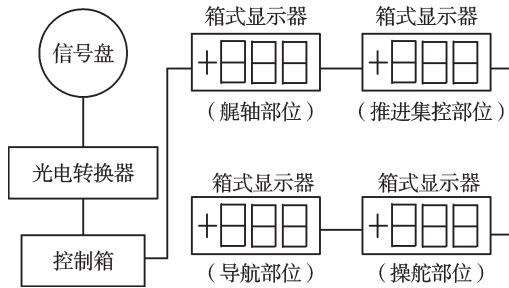 箱式显示器
箱式显示器
信号盘
(艉轴部位)
(推进集控部位)
光电转换器
箱式显示器
箱式显示器
控制箱
(导航部位)
(操舵部位)